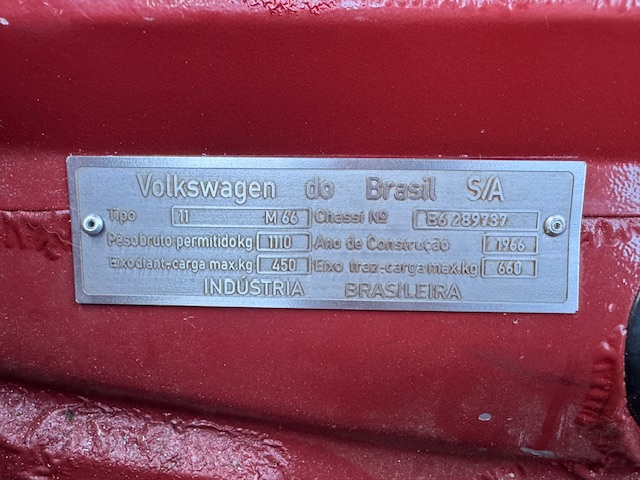 Volkswagen do Brasil S/A
Tipo 11 M 66 Chassi Nº B6 289737
Peso bruto permitido kg 1110 Ano de Construção 1966
Eixo diant,-carga max.kg 450 Eixo traz-carga max.kg 660
INDÚSTRIA BRASILEIRA